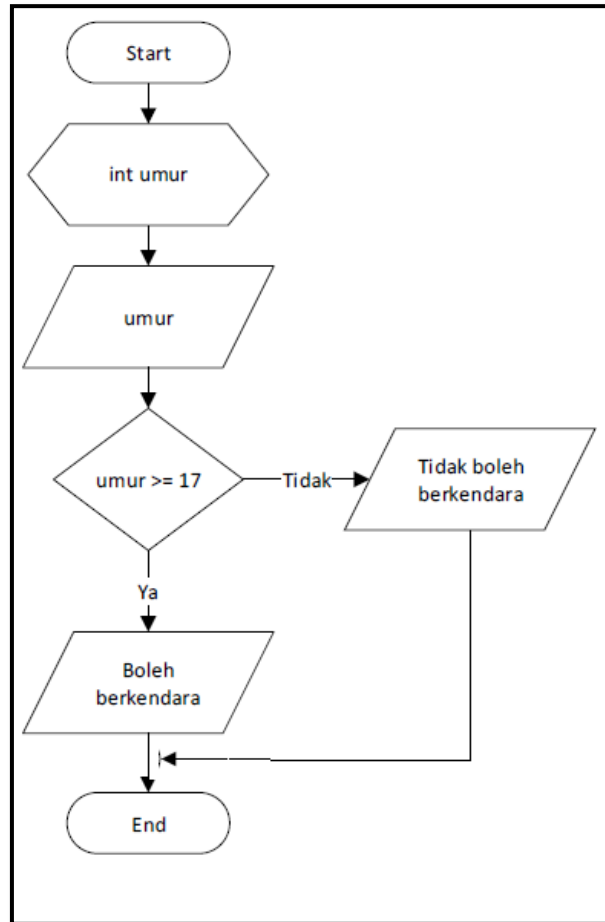 Start
int umur
umur
umur >= 17
Tidak
Tidak boleh
berkendara
Ya
Boleh
berkendara
End